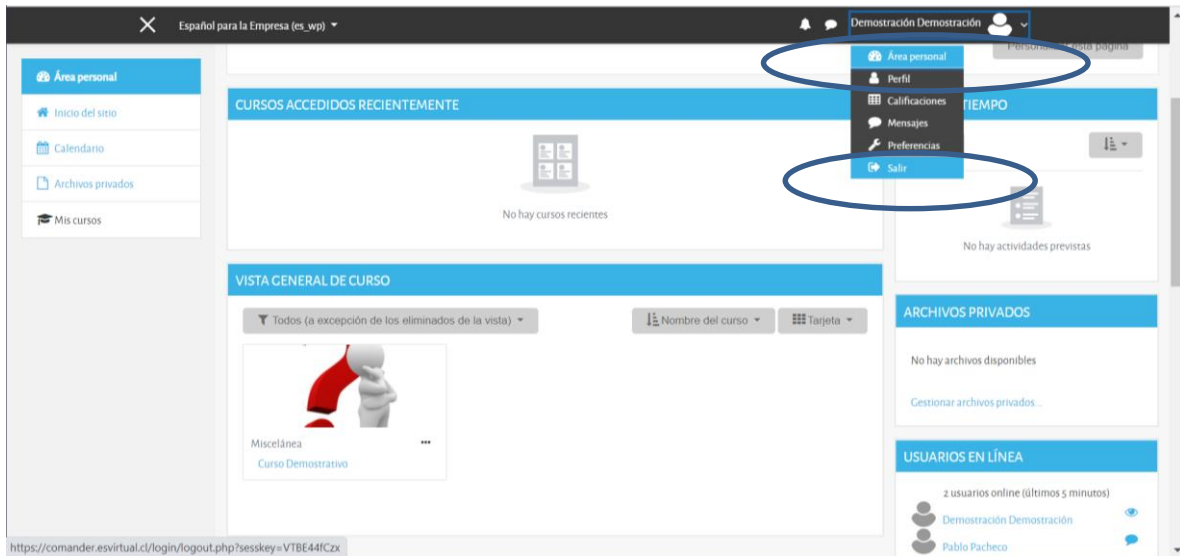 Español para la Empresa (es_wp)
Demostración Demostración
Área personal
Perfil
Calificaciones
Mensajes
Preferencias
Salir
Personalizar esta página
Área personal
Inicio del sitio
Calendario
Archivos privados
Mis cursos
CURSOS ACCEDIDOS RECIENTEMENTE
No hay cursos recientes
TIEMPO
No hay actividades previstas
VISTA GENERAL DE CURSO
Todos (a excepción de los eliminados de la vista)
Nombre del curso
Tarjeta
Miscelánea
Curso Demostrativo
ARCHIVOS PRIVADOS
No hay archivos disponibles
Gestionar archivos privados...
USUARIOS EN LÍNEA
2 usuarios online (últimos 5 minutos)
Demostración Demostración
Pablo Pacheco
https://comander.esvirtual.cl/login/logout.php?sesskey=VTBE44fCzx